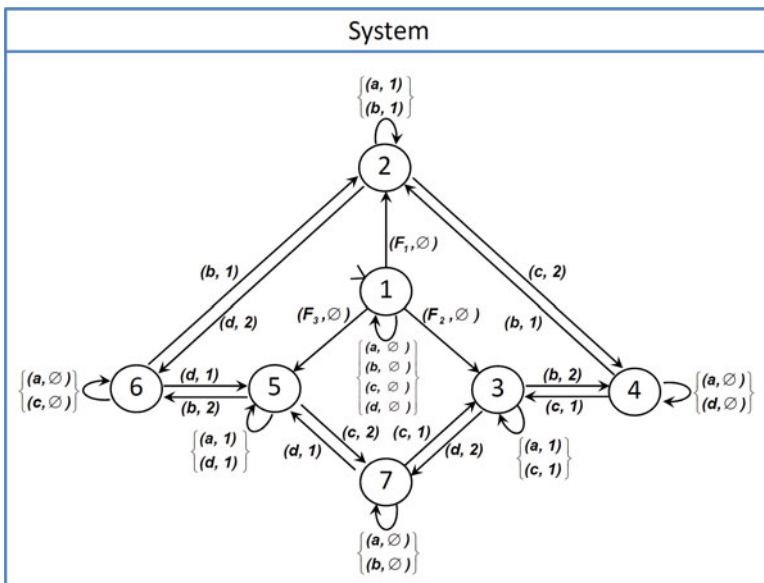 System
(a, 1)
(b, 1)
2
(F₁,∅)
(b, 1)
(c, 2)
(d, 2)
(b, 1)
1
(F₃,∅)
(F₂,∅)
(a, ∅)
(b, ∅)
(c, ∅)
(d, ∅)
(a,∅)
(c,∅)
6
(d, 1)
(b, 2)
5
3
(b, 2)
(c, 1)
4
(a,∅)
(d,∅)
(a, 1)
(d, 1)
(c, 2)
(c, 1)
(d, 1)
(d, 2)
(a, 1)
(c, 1)
7
(a,∅)
(b,∅)